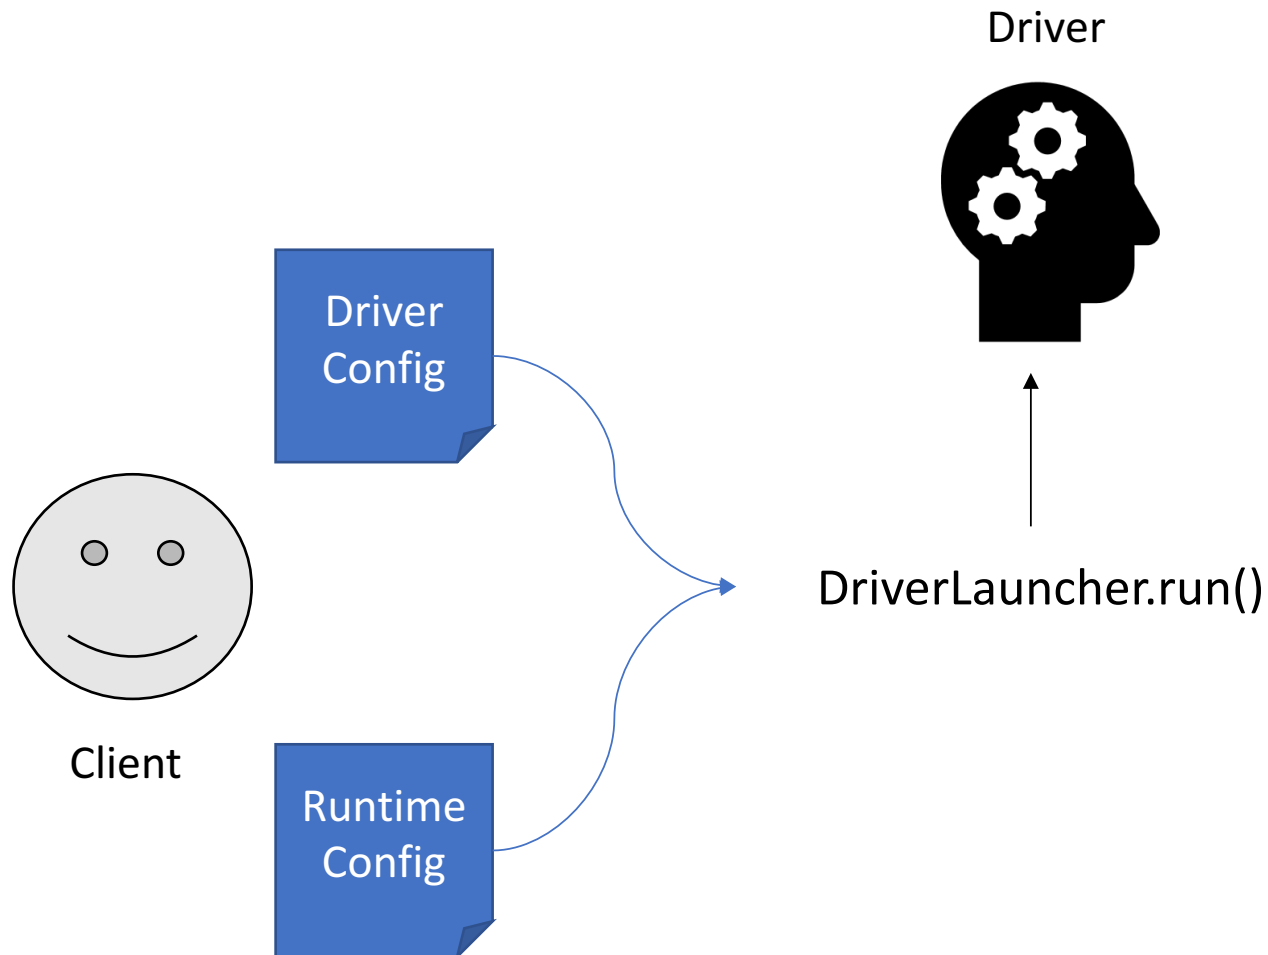 Driver
Driver
Config
DriverLauncher.run()
Client
Runtime
Config